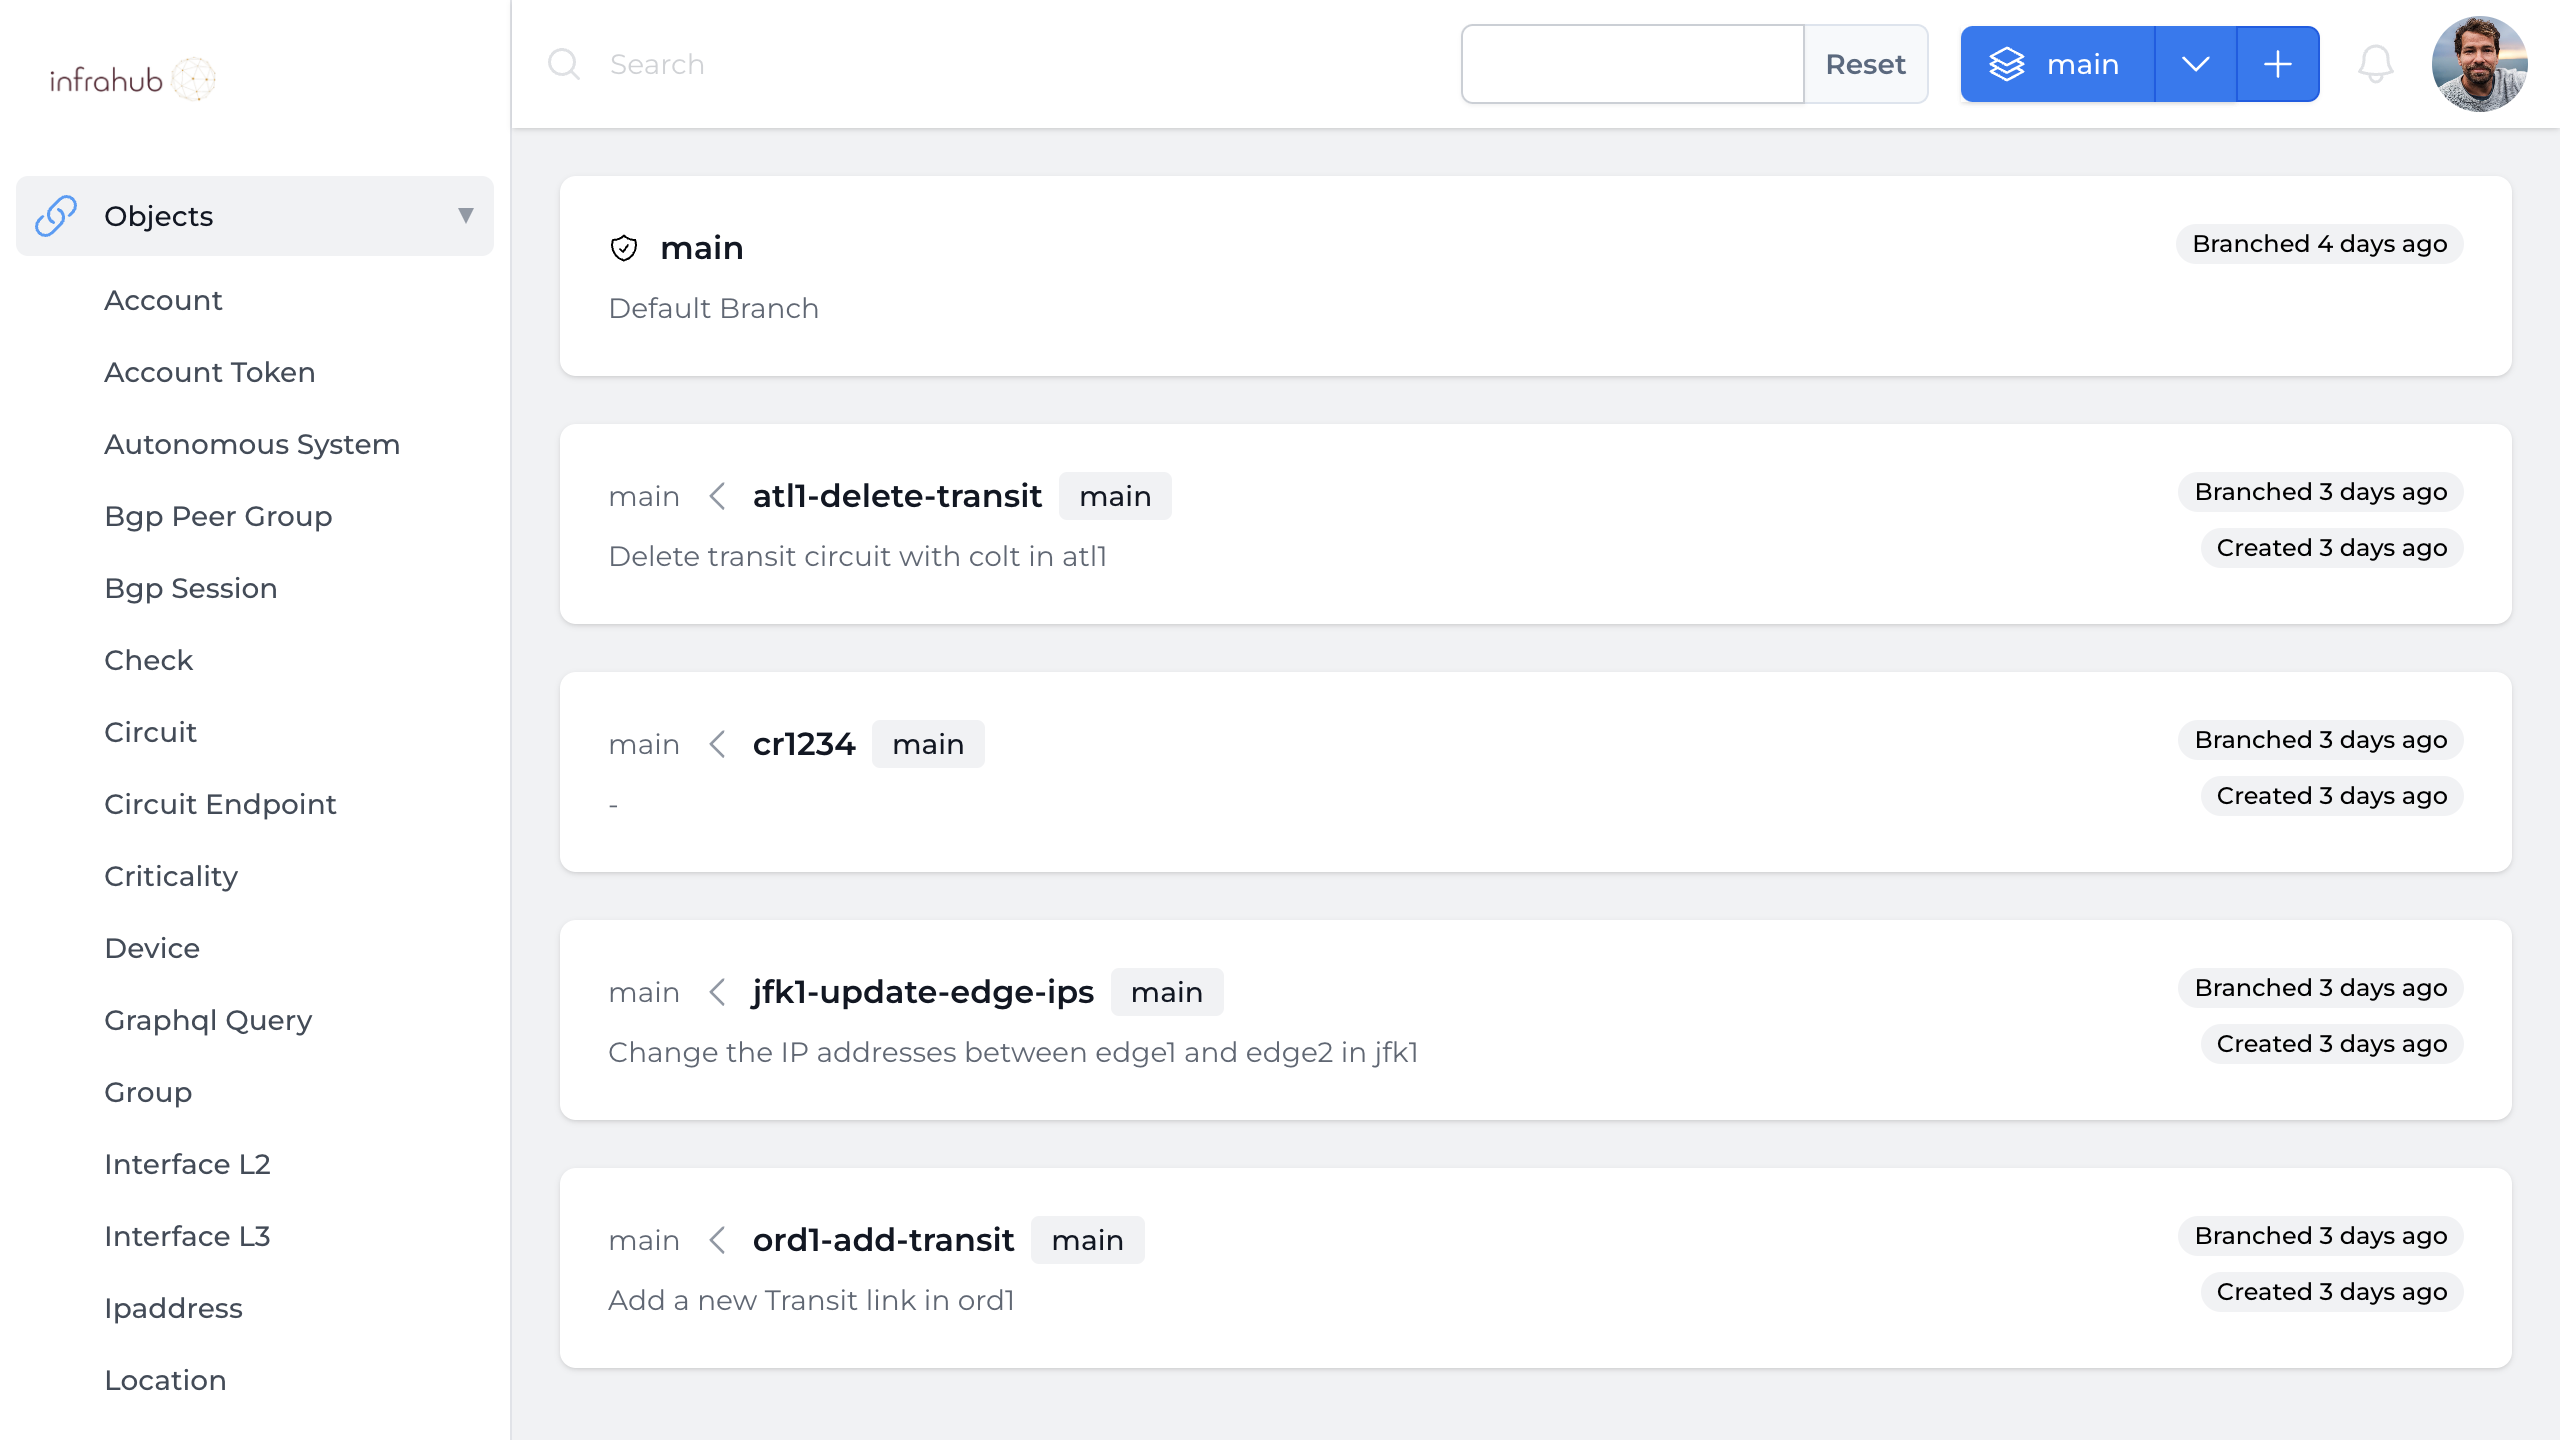 infrahub
Search
Reset
main
Objects
Account
Account Token
Autonomous System
Bgp Peer Group
Bgp Session
Check
Circuit
Circuit Endpoint
Criticality
Device
Graphql Query
Group
Interface L2
Interface L3
Ipaddress
Location
main
Branched 4 days ago
Default Branch
main atl1-delete-transit main
Branched 3 days ago
Delete transit circuit with colt in atl1
Created 3 days ago
main cr1234 main
Branched 3 days ago
-
Created 3 days ago
main jfk1-update-edge-ips main
Branched 3 days ago
Change the IP addresses between edge1 and edge2 in jfk1
Created 3 days ago
main ord1-add-transit main
Branched 3 days ago
Add a new Transit link in ord1
Created 3 days ago